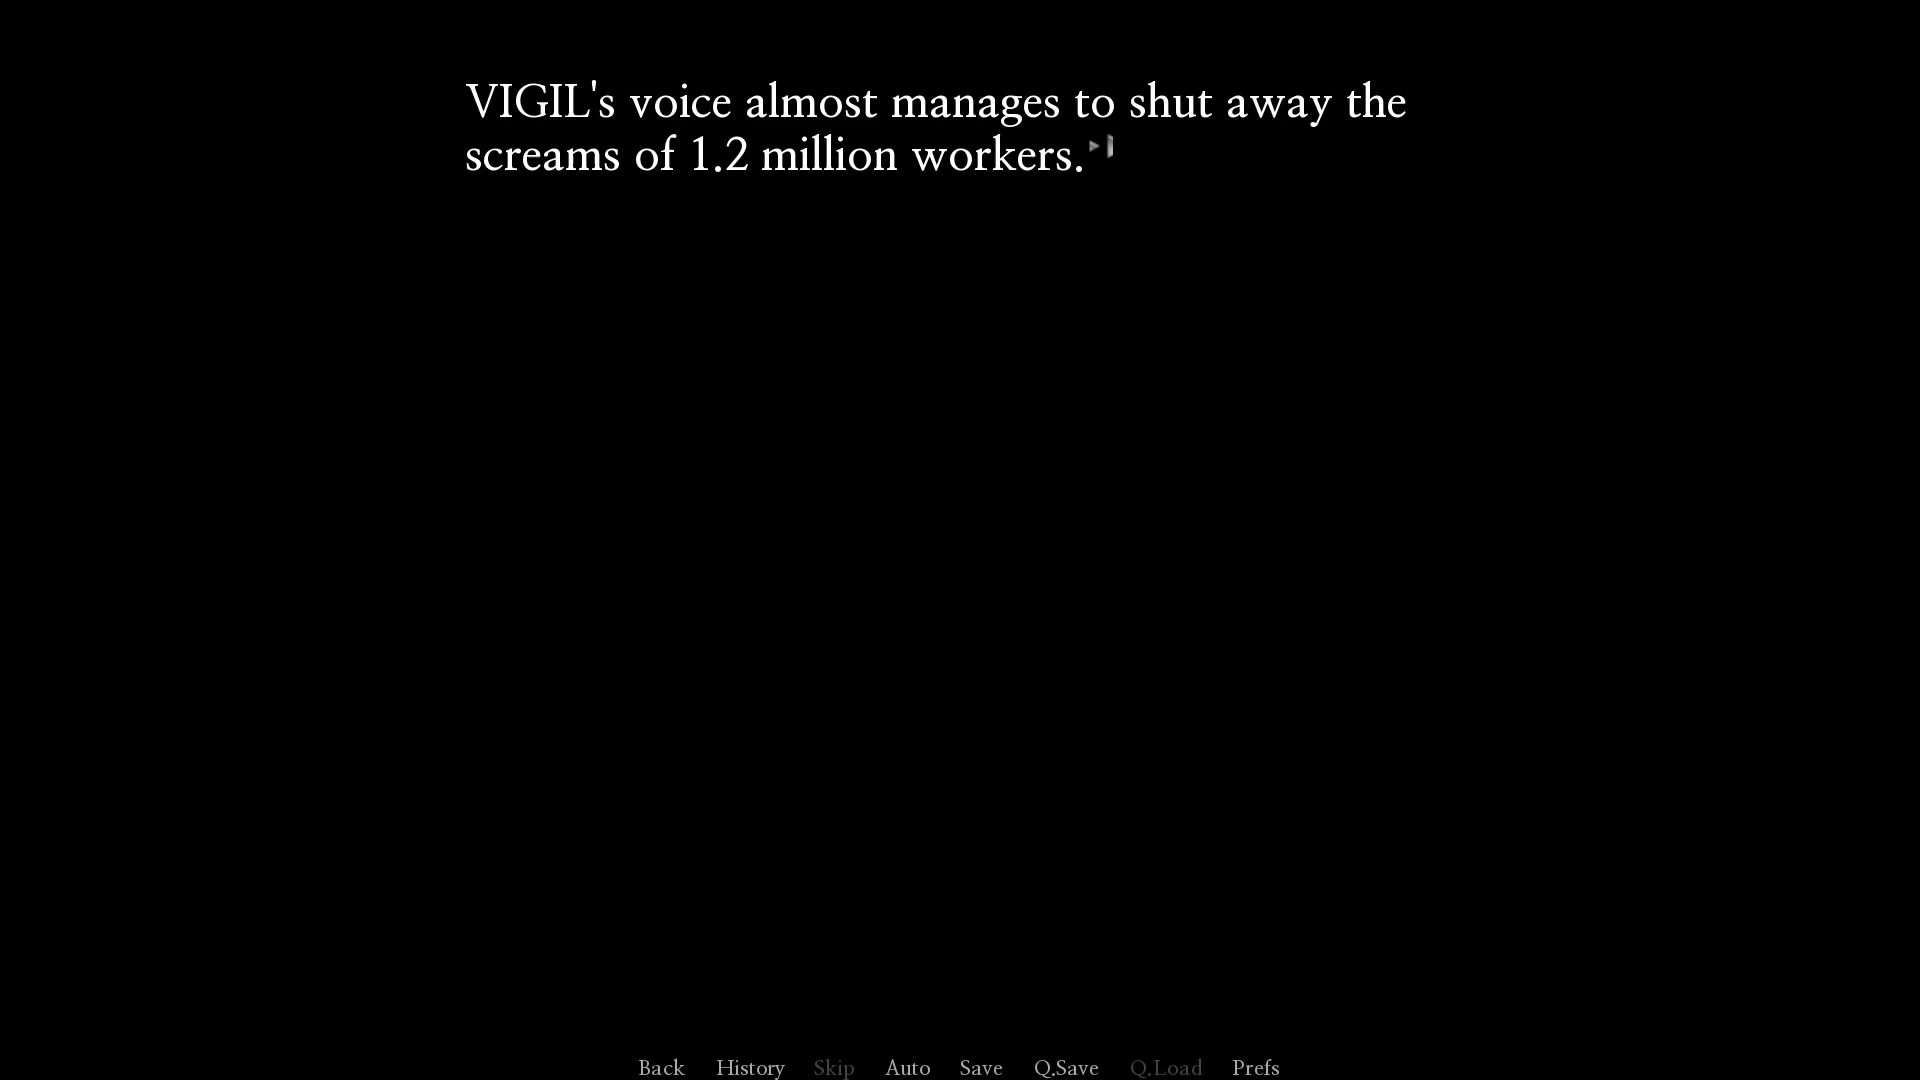 VIGIL's voice almost manages to shut away the
screams of 1.2 million workers.
Back History Skip Auto Save Q.Save Q.Load Prefs